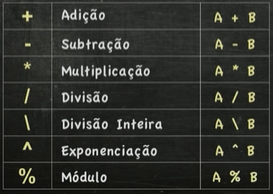 + Adição A + B
- Subtração A - B
* Multiplicação A * B
/ Divisão A / B
\ Divisão Inteira A \ B
^ Exponenciação A ^ B
% Módulo A % B